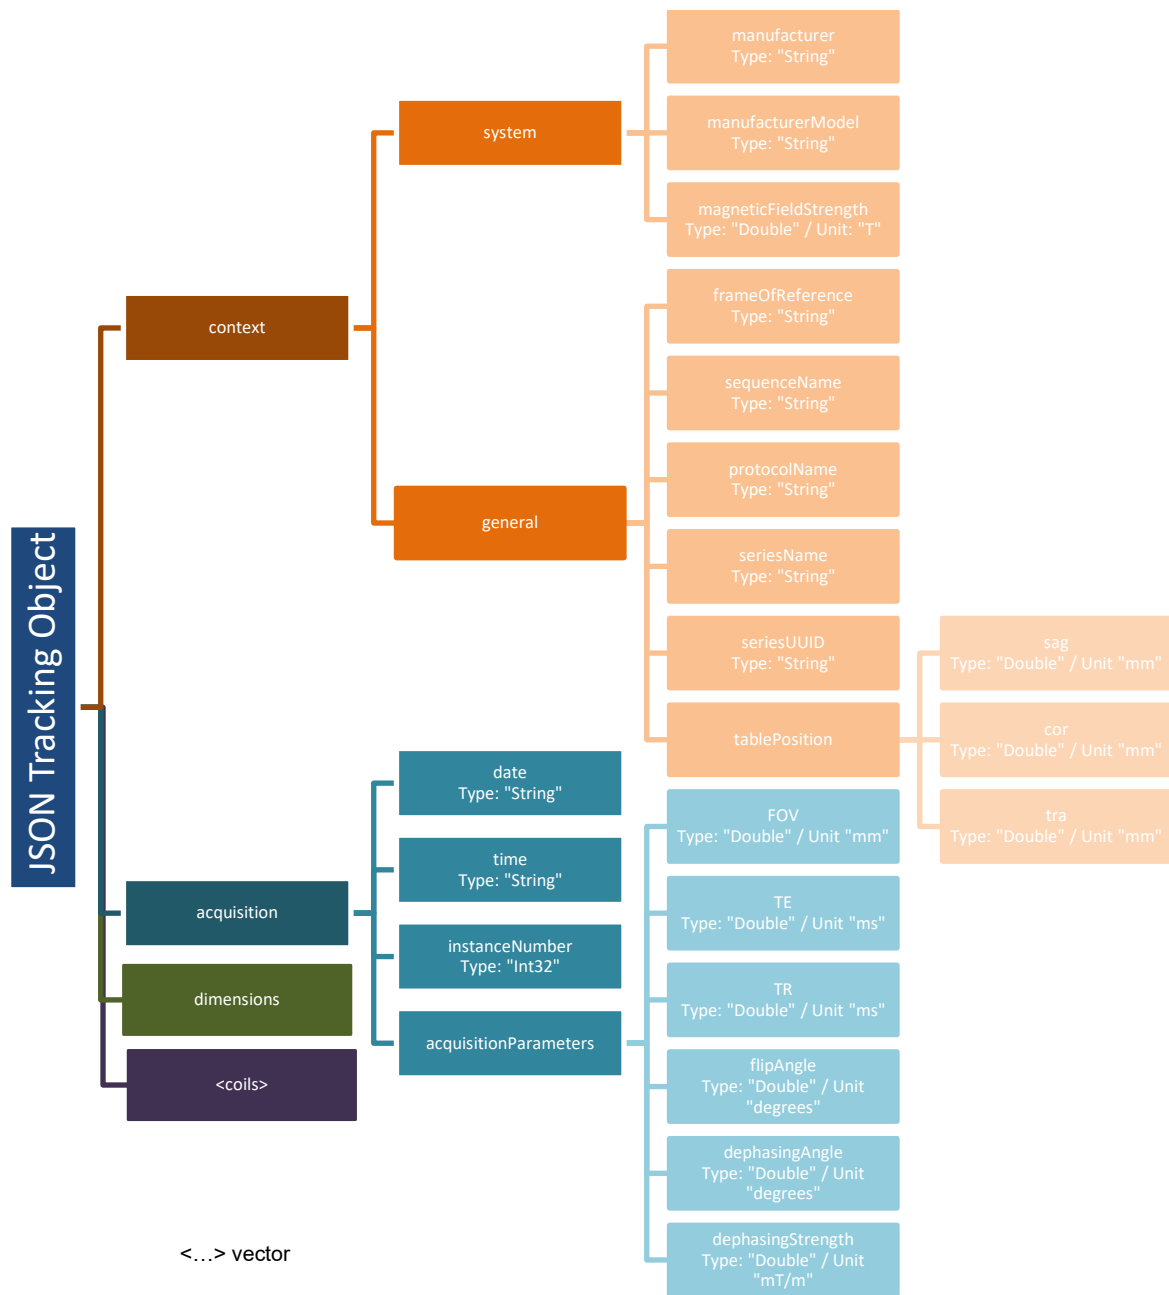 JSON Tracking Object
context
system
manufacturer
Type: "String"
manufacturerModel
Type: "String"
magneticFieldStrength
Type: "Double" / Unit: "T"
general
frameOfReference
Type: "String"
sequenceName
Type: "String"
protocolName
Type: "String"
seriesName
Type: "String"
seriesUUID
Type: "String"
tablePosition
sag
Type: "Double" / Unit "mm"
cor
Type: "Double" / Unit "mm"
tra
Type: "Double" / Unit "mm"
acquisition
date
Type: "String"
time
Type: "String"
instanceNumber
Type: "Int32"
acquisitionParameters
FOV
Type: "Double" / Unit "mm"
TE
Type: "Double" / Unit "ms"
TR
Type: "Double" / Unit "ms"
flipAngle
Type: "Double" / Unit
"degrees"
dephasingAngle
Type: "Double" / Unit
"degrees"
dephasingStrength
Type: "Double" / Unit
"mT/m"
dimensions
<coils>
<...> vector